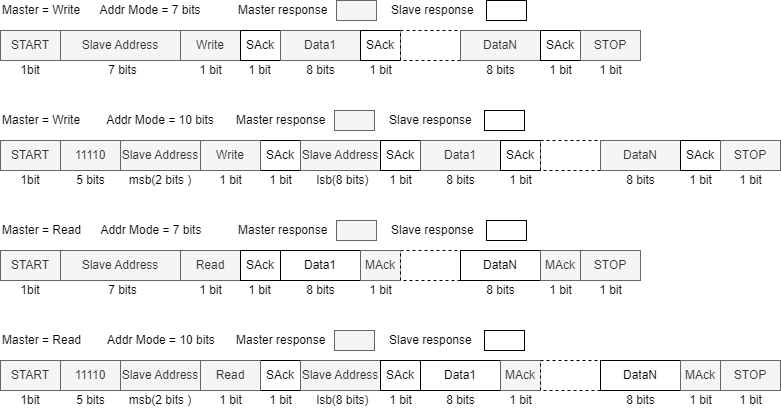 Master = Write Addr Mode = 7 bits Master response Slave response
START Slave Address Write SAck Data1 SAck DataN SAck STOP
1bit 7 bits 1 bit 1 bit 8 bits 1 bit 8 bits 1 bit 1 bit
Master = Write Addr Mode = 10 bits Master response Slave response
START 11110 Slave Address Write SAck Slave Address SAck Data1 SAck DataN SAck STOP
1bit 5 bits msb(2 bits ) 1 bit 1 bit lsb(8 bits) 1 bit 8 bits 1 bit 8 bits 1 bit 1 bit
Master = Read Addr Mode = 7 bits Master response Slave response
START Slave Address Read SAck Data1 MAck DataN MAck STOP
1bit 7 bits 1 bit 1 bit 8 bits 1 bit 8 bits 1 bit 1 bit
Master = Read Addr Mode = 10 bits Master response Slave response
START 11110 Slave Address Read SAck Slave Address SAck Data1 MAck DataN MAck STOP
1bit 5 bits msb(2 bits ) 1 bit 1 bit lsb(8 bits) 1 bit 8 bits 1 bit 8 bits 1 bit 1 bit